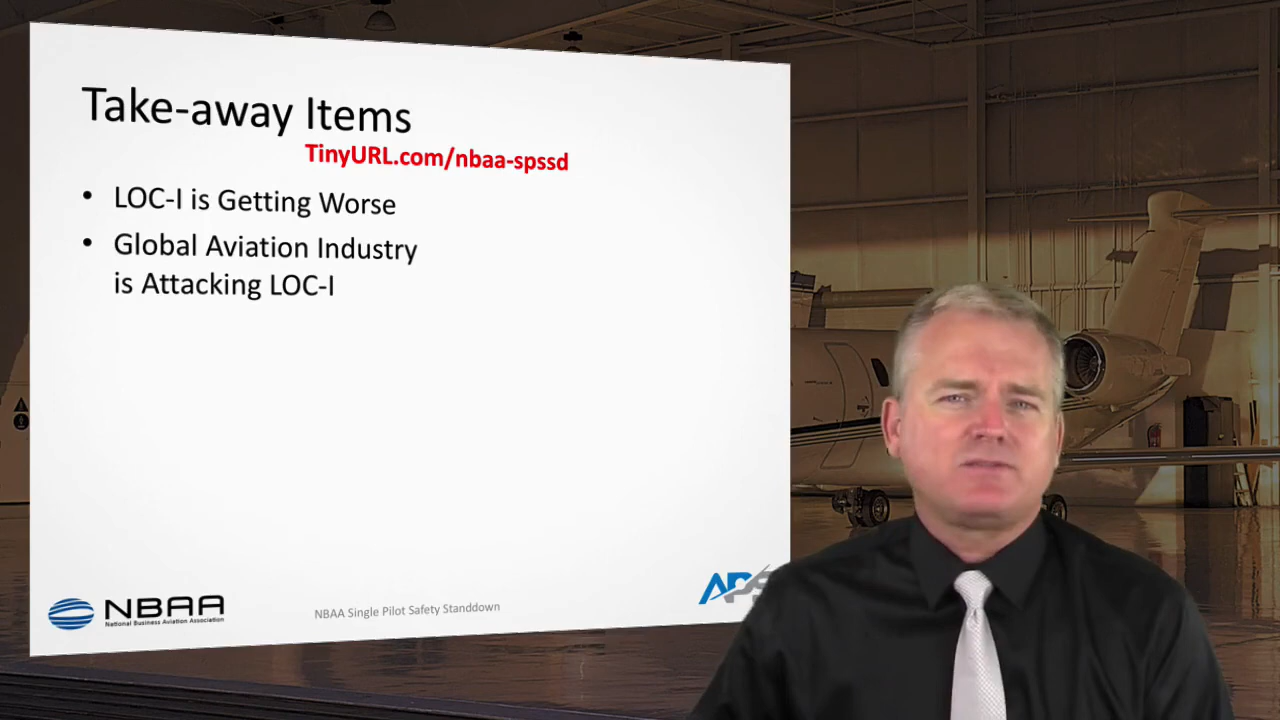 Take-away Items
TinyURL.com/nbaa-spssd
• LOC-I is Getting Worse
• Global Aviation Industry
is Attacking LOC-I
NBAA
National Business Aviation Association
NBAA Single Pilot Safety Standdown
APS